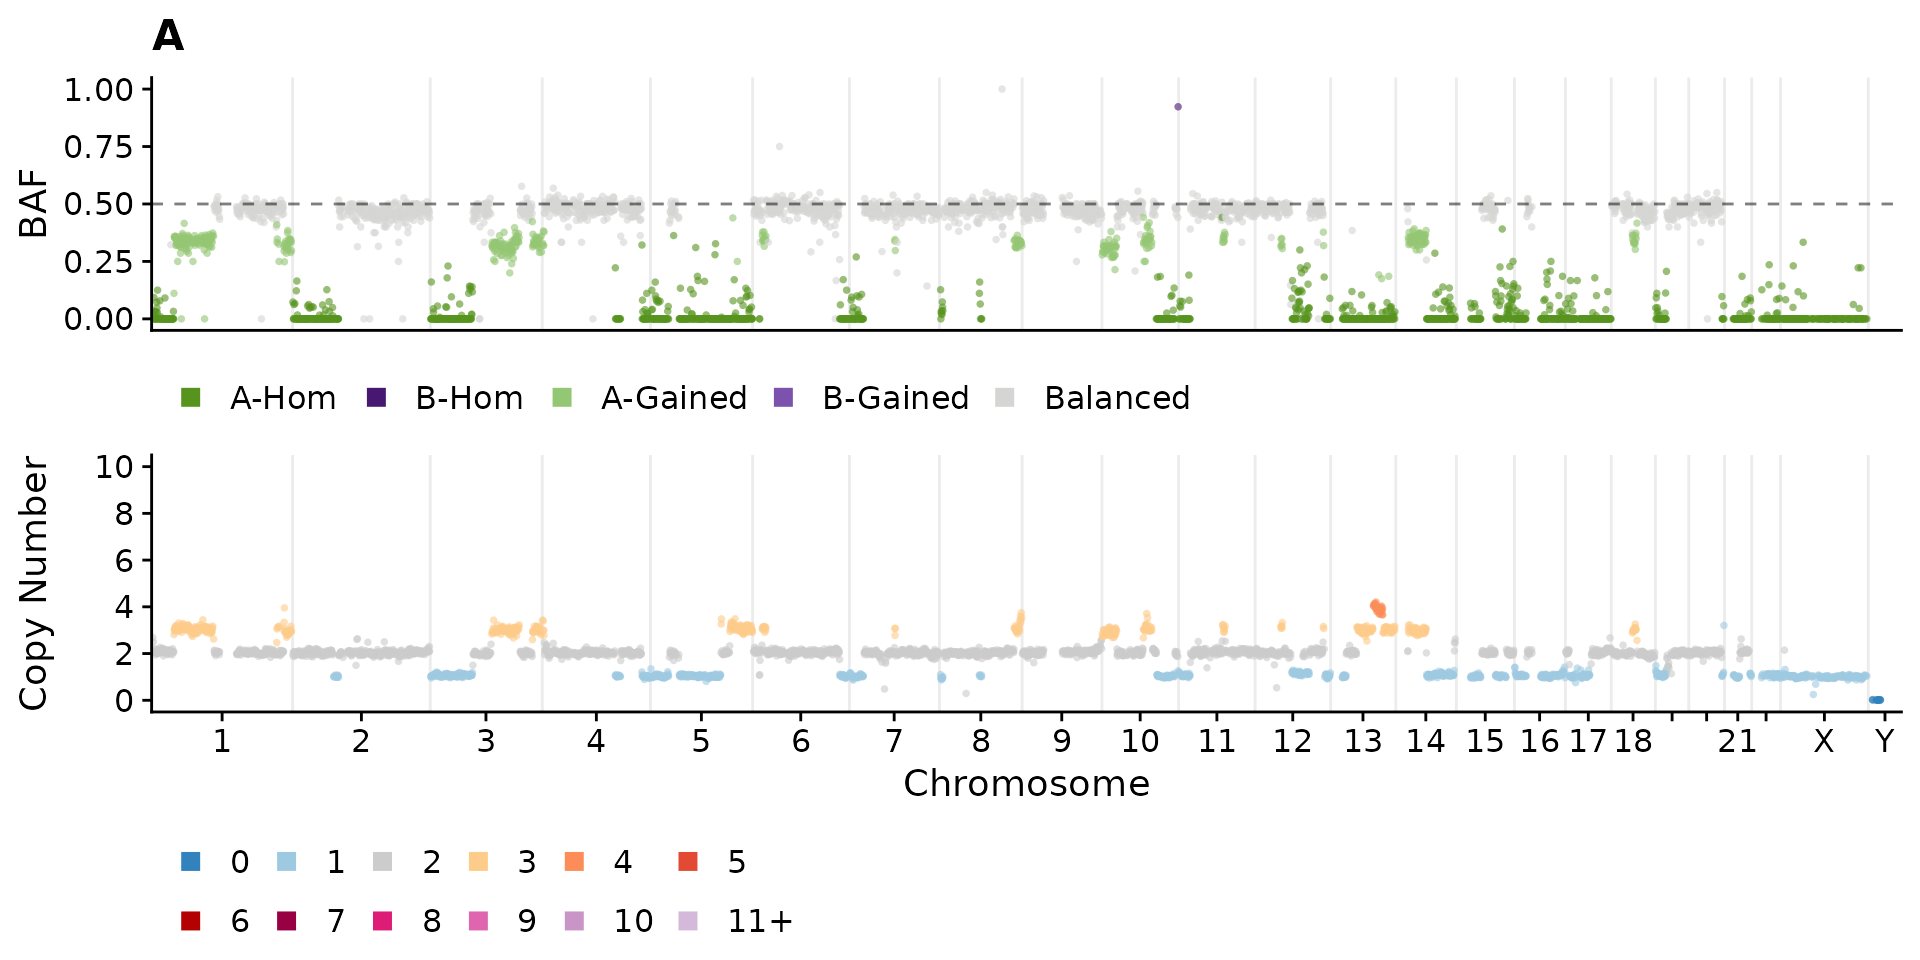 A
BAF
1.00
0.75
0.50
0.25
0.00
A-Hom B-Hom A-Gained B-Gained Balanced
Copy Number
10
8
6
4
2
0
1 2 3 4 5 6 7 8 9 10 11 12 13 14 15 16 17 18 21 X Y
Chromosome
0 1 2 3 4 5
6 7 8 9 10 11+